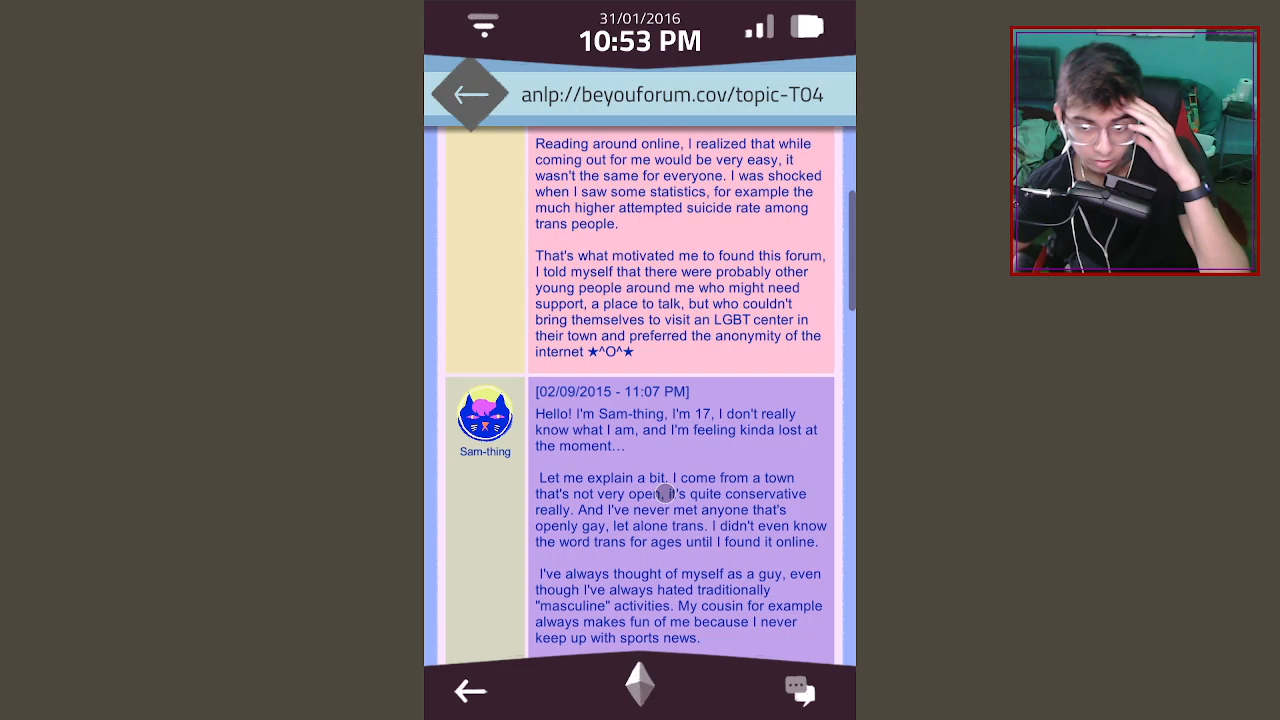 31/01/2016
10:53 PM
anlp://beyouforum.cov/topic-T04
Reading around online, I realized that while
coming out for me would be very easy, it
wasn't the same for everyone. I was shocked
when I saw some statistics, for example the
much higher attempted suicide rate among
trans people.
That's what motivated me to found this forum,
I told myself that there were probably other
young people around me who might need
support, a place to talk, but who couldn't
bring themselves to visit an LGBT center in
their town and preferred the anonymity of the
internet ★^O^★
Sam-thing
[02/09/2015 - 11:07 PM]
Hello! I'm Sam-thing, I'm 17, I don't really
know what I am, and I'm feeling kinda lost at
the moment…
Let me explain a bit. I come from a town
that's not very open, it's quite conservative
really. And I've never met anyone that's
openly gay, let alone trans. I didn't even know
the word trans for ages until I found it online.
I've always thought of myself as a guy, even
though I've always hated traditionally
"masculine" activities. My cousin for example
always makes fun of me because I never
keep up with sports news.